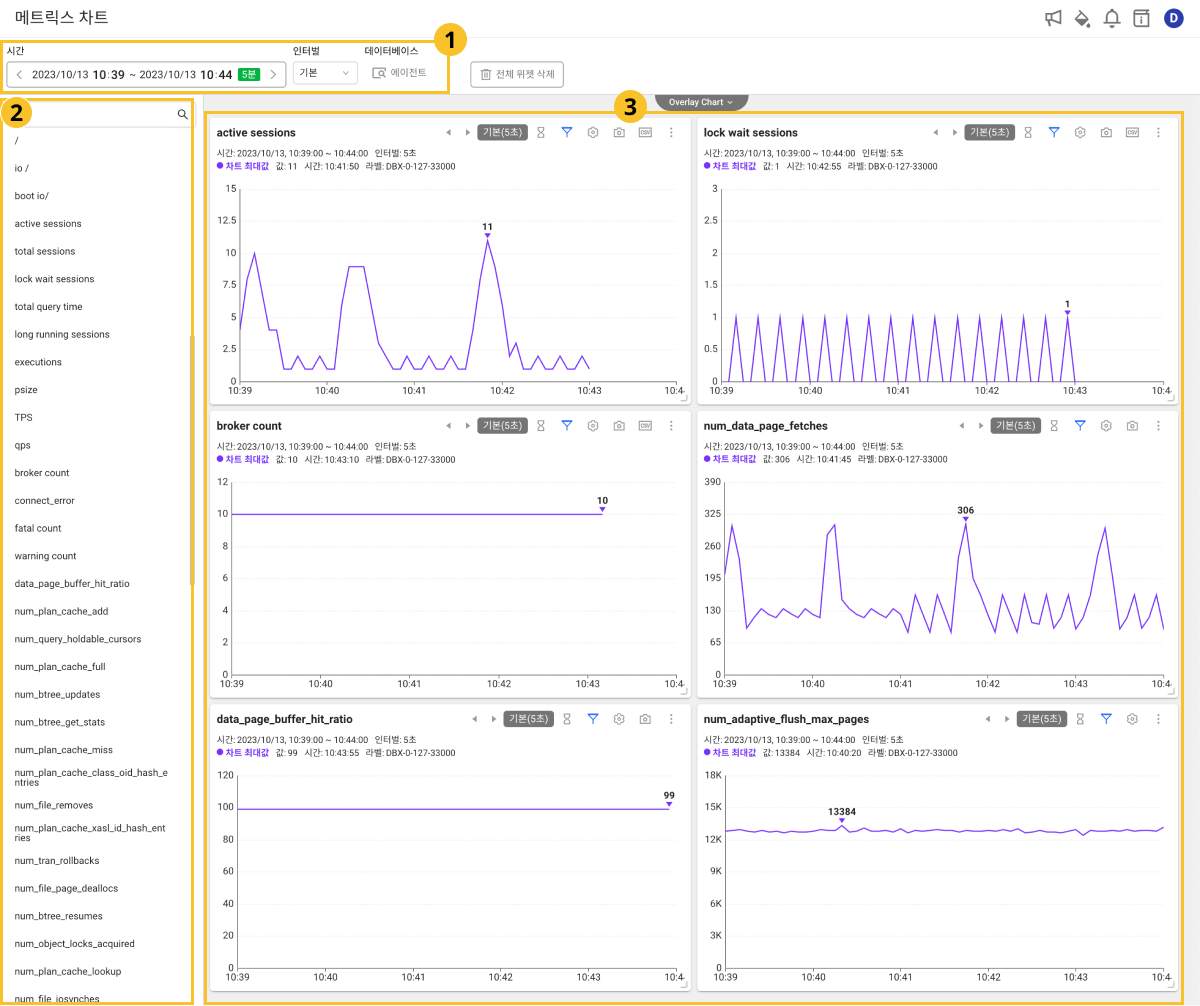 메트릭스 차트
D
시간
인터벌
데이터베이스
1
2023/10/13 10:39 ~ 2023/10/13 10:44 5분
기본
에이전트
전체 위젯 삭제
2
/
io /
boot io/
active sessions
total sessions
lock wait sessions
total query time
long running sessions
executions
psize
TPS
qps
broker count
connect_error
fatal count
warning count
data_page_buffer_hit_ratio
num_plan_cache_add
num_query_holdable_cursors
num_plan_cache_full
num_btree_updates
num_btree_get_stats
num_plan_cache_miss
num_plan_cache_class_oid_hash_e
ntries
num_file_removes
num_plan_cache_xasl_id_hash_ent
ries
num_tran_rollbacks
num_file_page_deallocs
num_btree_resumes
num_object_locks_acquired
num_plan_cache_lookup
num_file_iosynches
3
Overlay Chart
active sessions
기본(5초)
CSV
시간: 2023/10/13, 10:39:00 ~ 10:44:00 인터벌: 5초
차트 최대값 값: 11 시간: 10:41:50 라벨: DBX-0-127-33000
15
12.5
10
7.5
5
2.5
0
11
10:39 10:40 10:41 10:42 10:43 10:4
lock wait sessions
기본(5초)
CSV
시간: 2023/10/13, 10:39:00 ~ 10:44:00 인터벌: 5초
차트 최대값 값: 1 시간: 10:42:55 라벨: DBX-0-127-33000
3
2.5
2
1.5
1
0.5
0
1
10:39 10:40 10:41 10:42 10:43 10:4
broker count
기본(5초)
CSV
시간: 2023/10/13, 10:39:00 ~ 10:44:00 인터벌: 5초
차트 최대값 값: 10 시간: 10:43:10 라벨: DBX-0-127-33000
12
10
8
6
4
2
0
10
10:39 10:40 10:41 10:42 10:43 10:4
num_data_page_fetches
기본(5초)
시간: 2023/10/13, 10:39:00 ~ 10:44:00 인터벌: 5초
차트 최대값 값: 306 시간: 10:41:45 라벨: DBX-0-127-33000
390
325
260
195
130
65
0
306
10:39 10:40 10:41 10:42 10:43 10:4
data_page_buffer_hit_ratio
기본(5초)
시간: 2023/10/13, 10:39:00 ~ 10:44:00 인터벌: 5초
차트 최대값 값: 99 시간: 10:43:55 라벨: DBX-0-127-33000
120
100
80
60
40
20
0
99
10:39 10:40 10:41 10:42 10:43 10:4
num_adaptive_flush_max_pages
기본(5초)
시간: 2023/10/13, 10:39:00 ~ 10:44:00 인터벌: 5초
차트 최대값 값: 13384 시간: 10:40:20 라벨: DBX-0-127-33000
18K
15K
12K
9K
6K
3K
0
13384
10:39 10:40 10:41 10:42 10:43 10:4